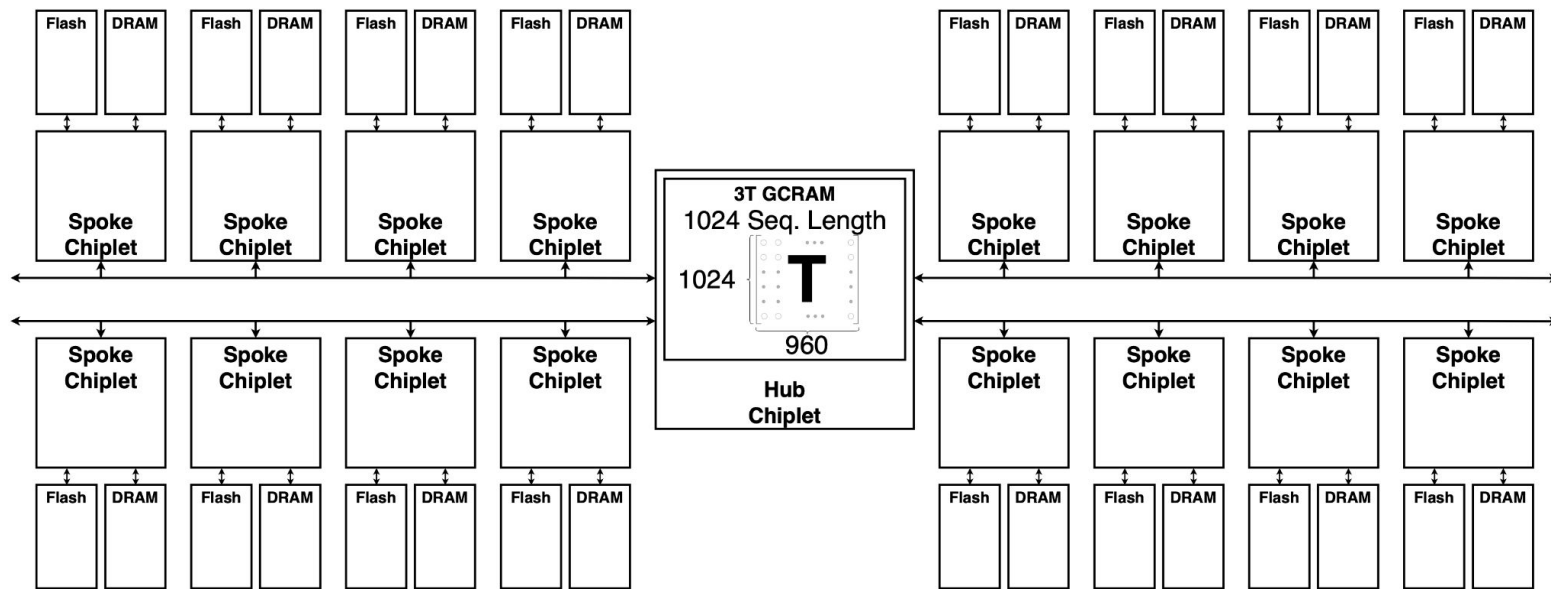 Flash DRAM Flash DRAM Flash DRAM Flash DRAM Flash DRAM Flash DRAM Flash DRAM Flash DRAM
Spoke Chiplet
Spoke Chiplet
Spoke Chiplet
Spoke Chiplet
3T GCRAM
1024 Seq. Length
1024
T
960
Hub
Chiplet
Spoke Chiplet
Spoke Chiplet
Spoke Chiplet
Spoke Chiplet
Spoke Chiplet
Spoke Chiplet
Spoke Chiplet
Spoke Chiplet
Spoke Chiplet
Spoke Chiplet
Spoke Chiplet
Spoke Chiplet
Flash DRAM Flash DRAM Flash DRAM Flash DRAM Flash DRAM Flash DRAM Flash DRAM Flash DRAM